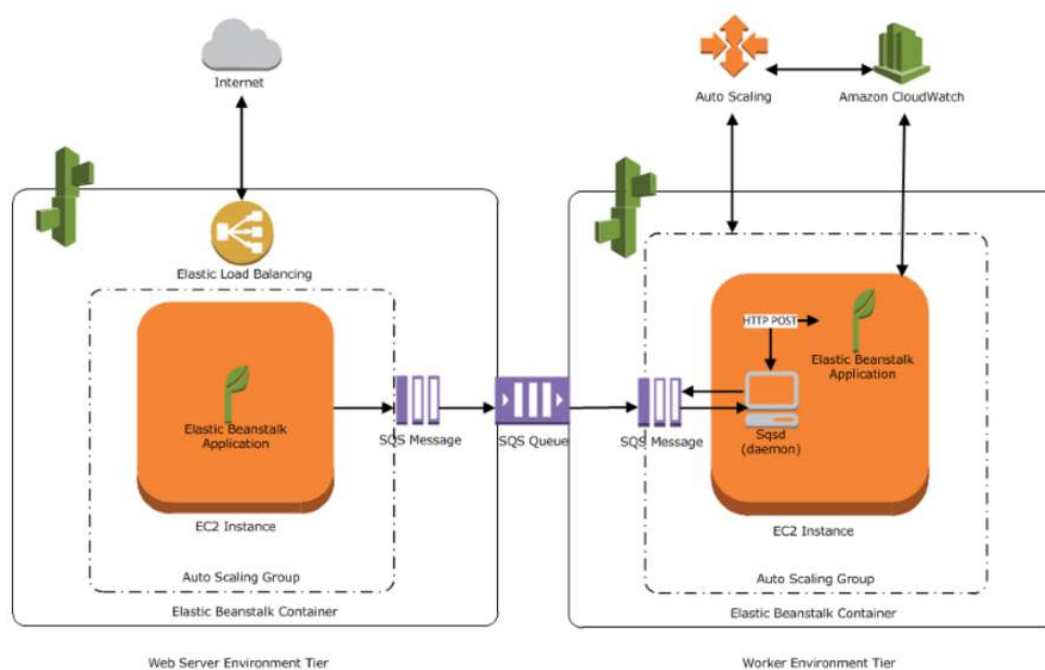 Internet
Auto Scaling
Amazon CloudWatch
Elastic Load Balancing
HTTP POST
Elastic Beanstalk
Application
Elastic Beanstalk
Application
SQS Message
SQS Queue
SQS Message
Sqsd
(daemon)
EC2 Instance
EC2 Instance
Auto Scaling Group
Auto Scaling Group
Elastic Beanstalk Container
Elastic Beanstalk Container
Web Server Environment Tier
Worker Environment Tier